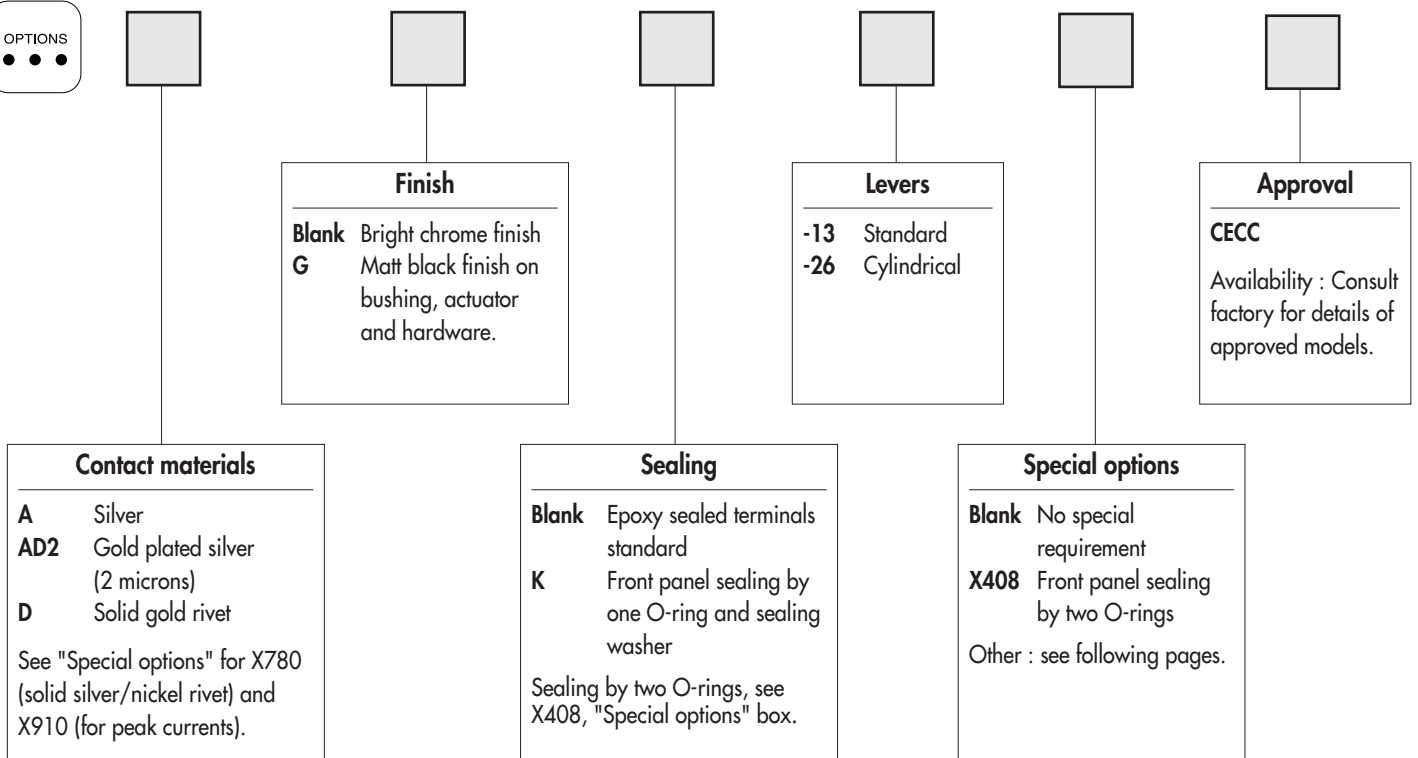 OPTIONS
Finish
Blank Bright chrome finish
G Matt black finish on
bushing, actuator
and hardware.
Levers
-13 Standard
-26 Cylindrical
Approval
CECC
Availability : Consult
factory for details of
approved models.
Contact materials
A Silver
AD2 Gold plated silver
(2 microns)
D Solid gold rivet
See "Special options" for X780
(solid silver/nickel rivet) and
X910 (for peak currents).
Sealing
Blank Epoxy sealed terminals
standard
K Front panel sealing by
one O-ring and sealing
washer
Sealing by two O-rings, see
X408, "Special options" box.
Special options
Blank No special
requirement
X408 Front panel sealing
by two O-rings
Other : see following pages.